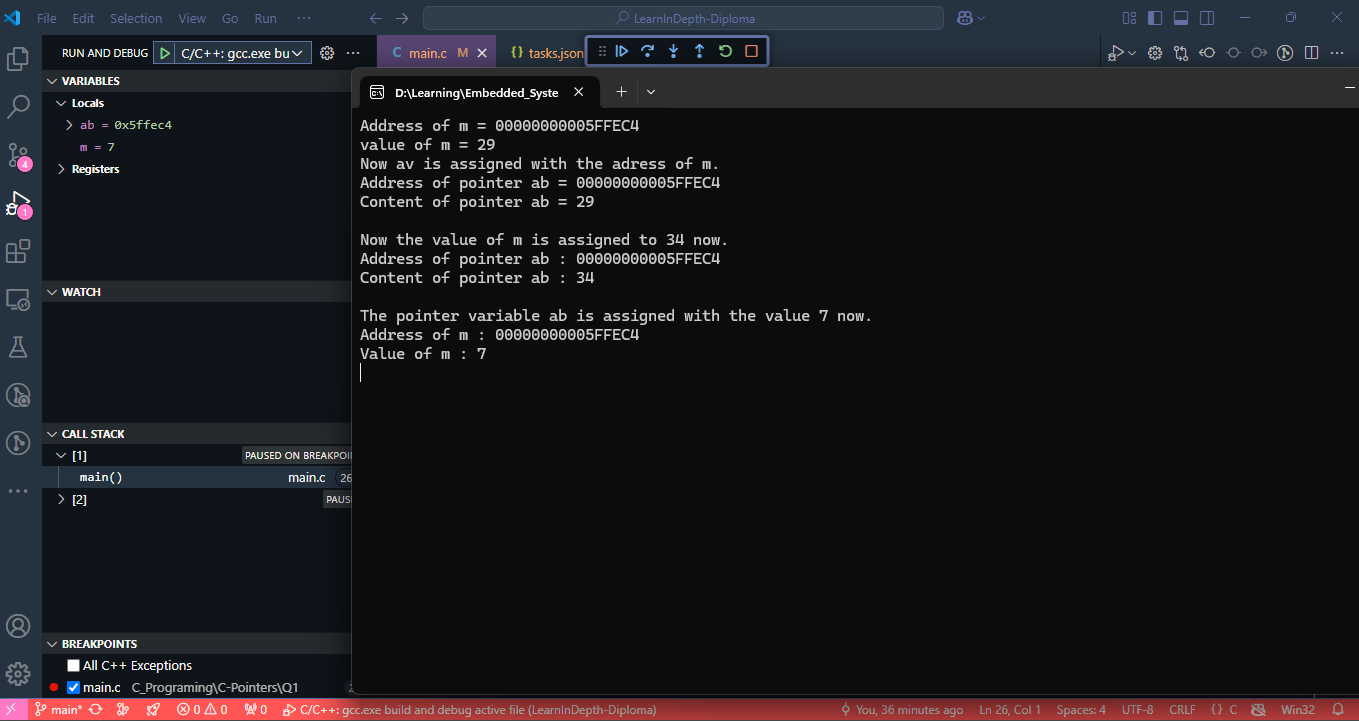 File Edit Selection View Go Run ··· LearnInDepth-Diploma
RUN AND DEBUG C/C++: gcc.exe bu ··· C main.c M {} tasks.json
VARIABLES
Locals
ab = 0x5ffec4
m = 7
Registers
WATCH
CALL STACK
[1] PAUSED ON BREAKPOI
main() main.c 26
[2] PAUS
BREAKPOINTS
All C++ Exceptions
main.c C_Programing\C-Pointers\Q1
4
1
D:\Learning\Embedded_Syste
Address of m = 00000000005FFEC4
value of m = 29
Now av is assigned with the adress of m.
Address of pointer ab = 00000000005FFEC4
Content of pointer ab = 29
Now the value of m is assigned to 34 now.
Address of pointer ab : 00000000005FFEC4
Content of pointer ab : 34
The pointer variable ab is assigned with the value 7 now.
Address of m : 00000000005FFEC4
Value of m : 7
main* 0 0 0 C/C++: gcc.exe build and debug active file (LearnInDepth-Diploma) You, 36 minutes ago Ln 26, Col 1 Spaces: 4 UTF-8 CRLF {} C Win32